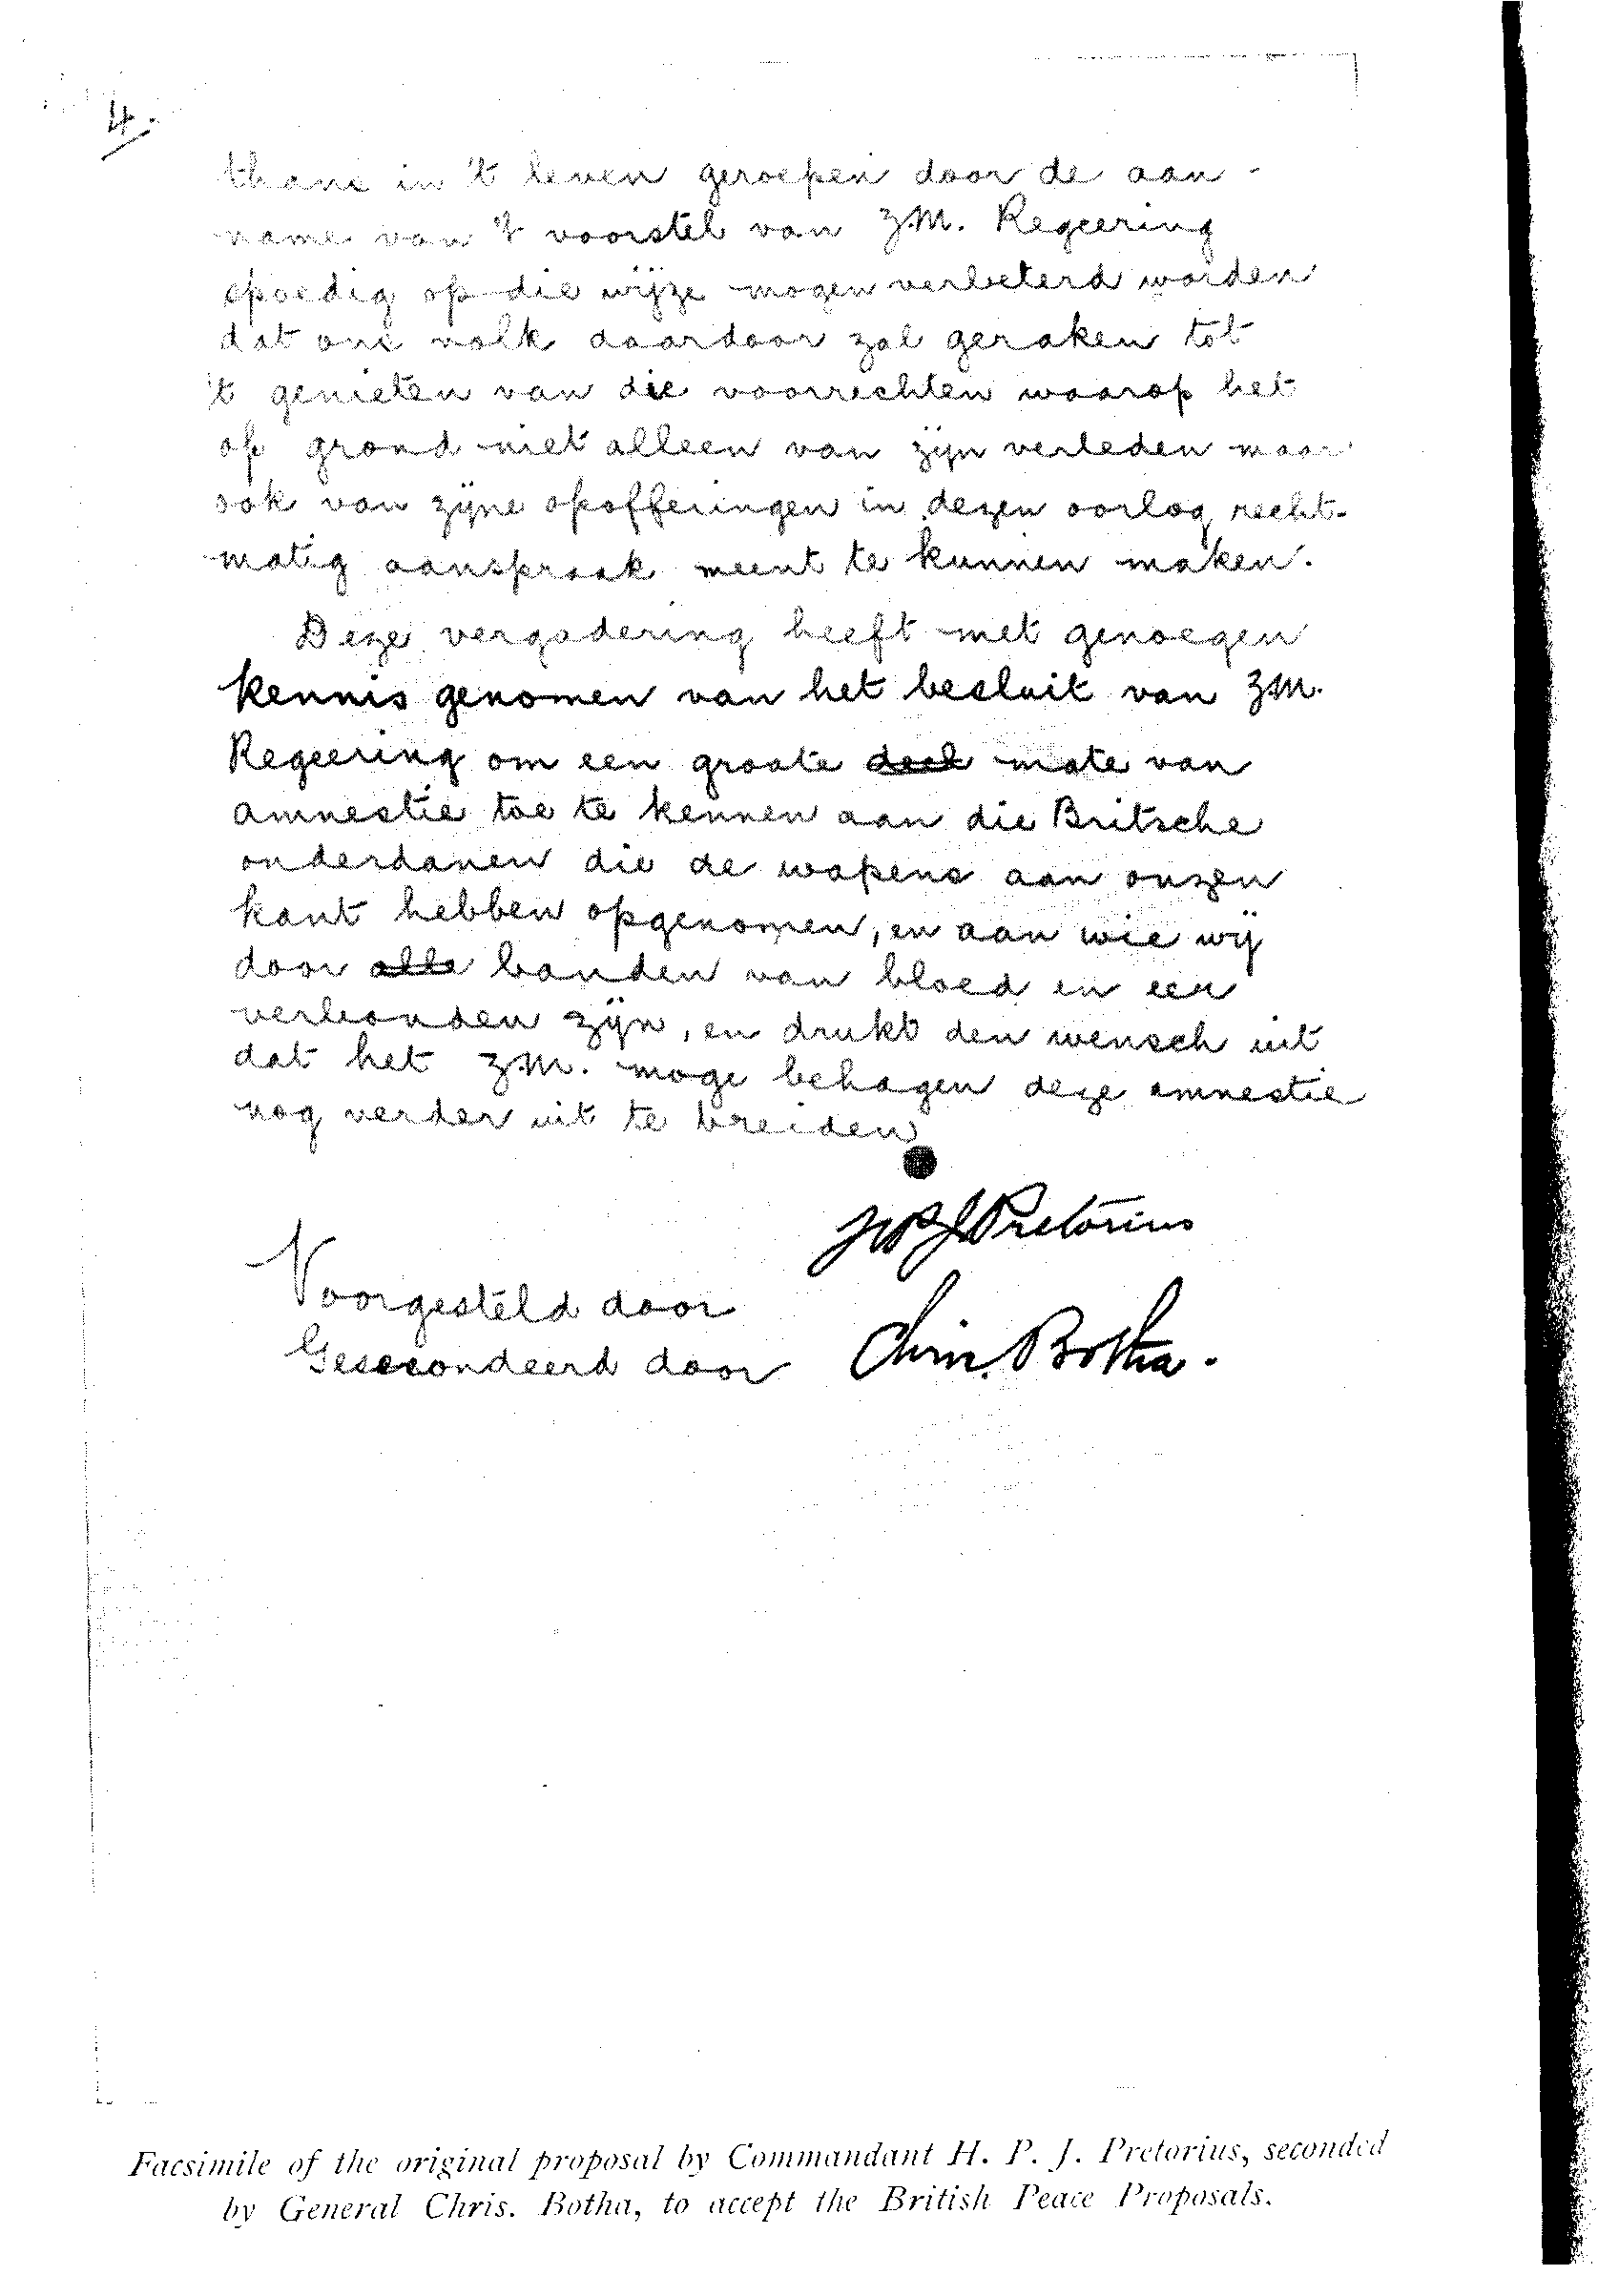 4.
thans in 't leven geroepen door de aan-
name van 't voorstel van Z.M. Regeering
spoedig op die wijze mogen verbeterd worden
dat ons volk daardoor zal geraken tot
't genieten van die voorrechten waarop het
op grond niet alleen van zijn verleden maar
ook van zijne opofferingen in dezen oorlog recht-
matig aanspraak meent te kunnen maken.
Deze vergadering heeft met genoegen
kennis genomen van het besluit van Z.M.
Regeering om een groote deel mate van
amnestie toe te kennen aan die Britsche
onderdanen die de wapens aan onzen
kant hebben opgenomen, en aan wie wij
door alle banden van bloed en eer
verbonden zijn, en drukt den wensch uit
dat het Z.M. moge behagen deze amnestie
nog verder uit te breiden
HPJ Pretorius
Voorgesteld door
Gesecondeerd door Chris. Botha.
Facsimile of the original proposal by Commandant H. P. J. Pretorius, seconded
by General Chris. Botha, to accept the British Peace Proposals.